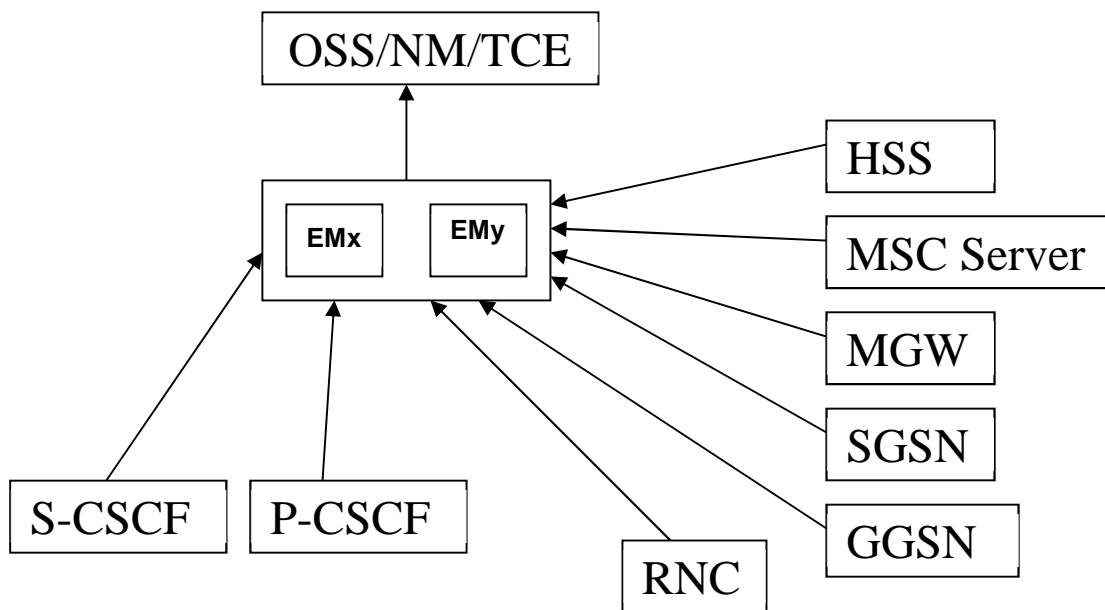 OSS/NM/TCE
HSS
EMx
EMy
MSC Server
MGW
SGSN
S-CSCF
P-CSCF
GGSN
RNC